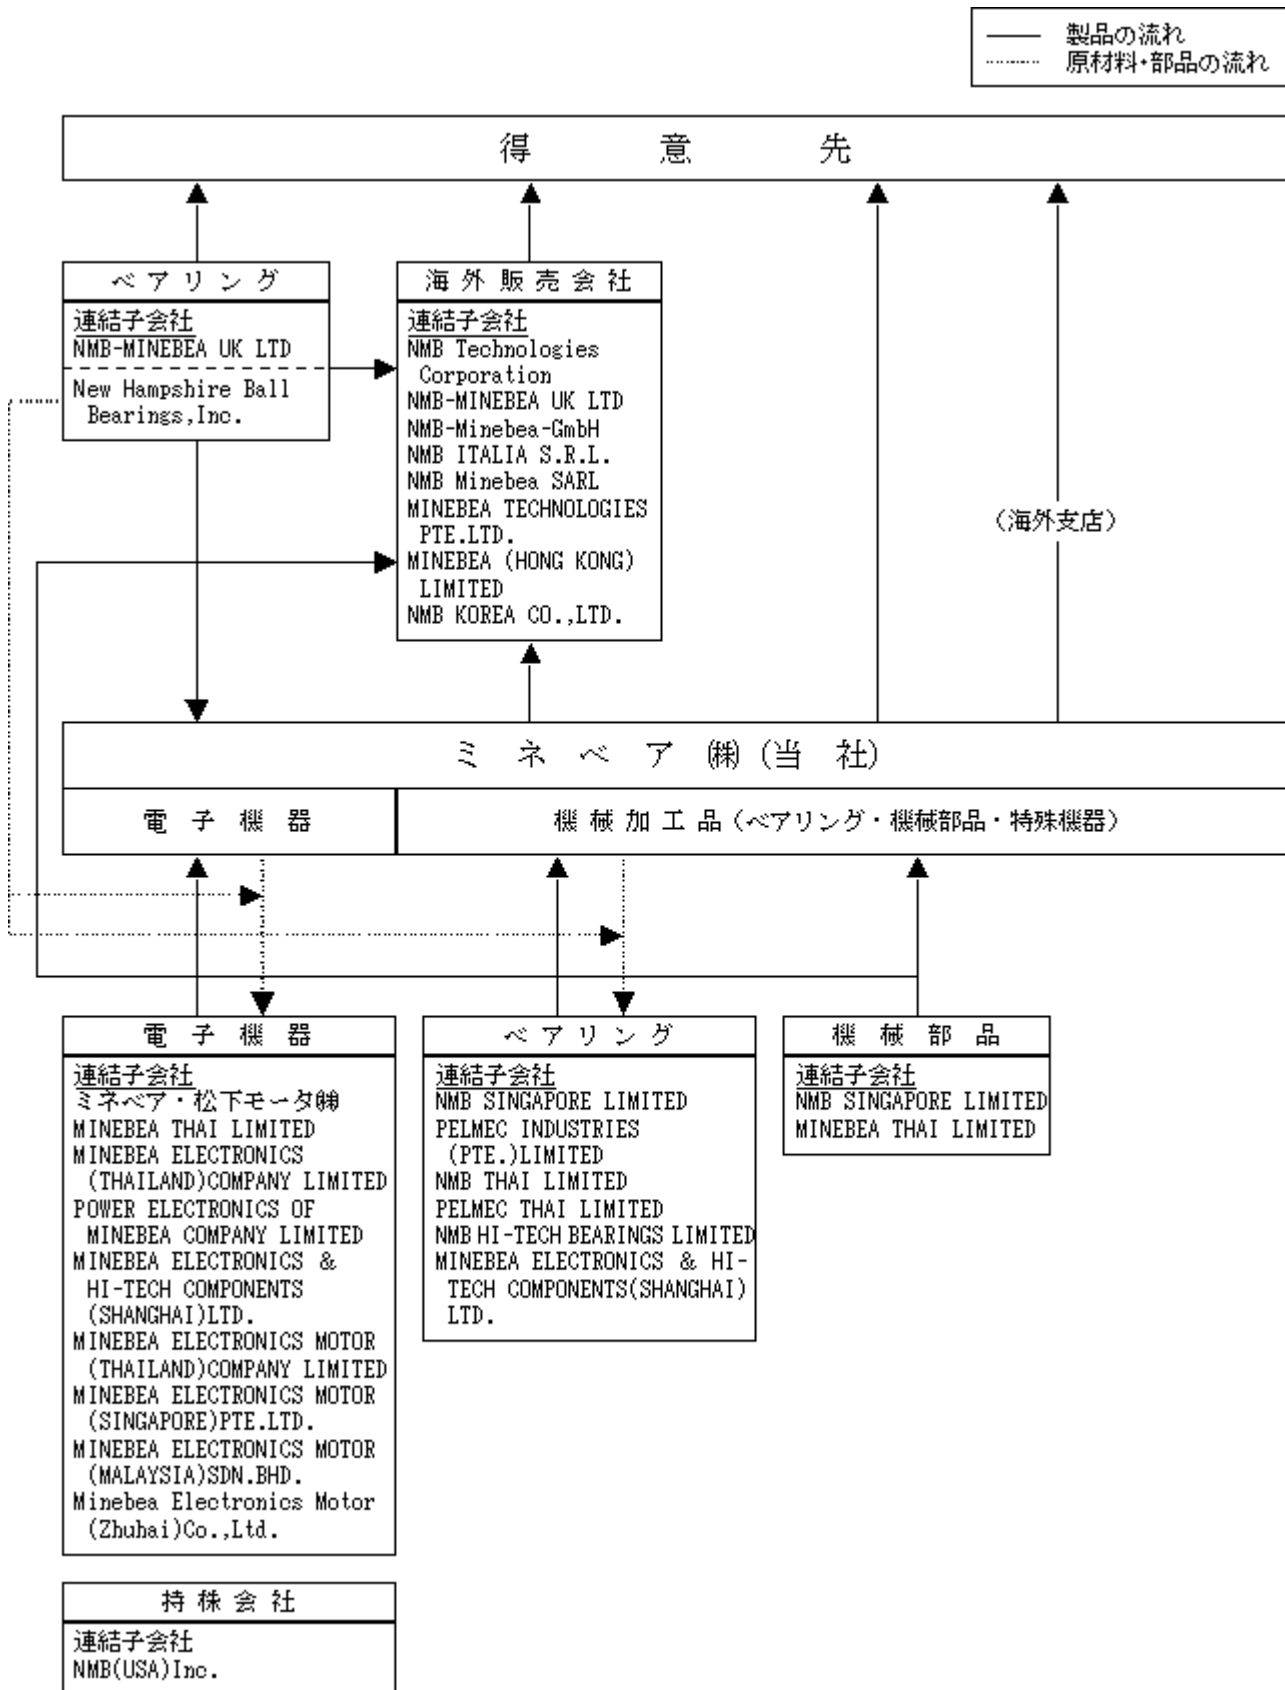 製品の流れ
原材料・部品の流れ
得意先
ベアリング
連結子会社
NMB-MINEBEA UK LTD
New Hampshire Ball
Bearings,Inc.
海外販売会社
連結子会社
NMB Technologies
Corporation
NMB-MINEBEA UK LTD
NMB-Minebea-GmbH
NMB ITALIA S.R.L.
NMB Minebea SARL
MINEBEA TECHNOLOGIES
PTE.LTD.
MINEBEA (HONG KONG)
LIMITED
NMB KOREA CO.,LTD.
(海外支店)
ミネベア㈱(当社)
電子機器
機械加工品(ベアリング・機械部品・特殊機器)
電子機器
連結子会社
ミネベア・松下モータ㈱
MINEBEA THAI LIMITED
MINEBEA ELECTRONICS
(THAILAND)COMPANY LIMITED
POWER ELECTRONICS OF
MINEBEA COMPANY LIMITED
MINEBEA ELECTRONICS &
HI-TECH COMPONENTS
(SHANGHAI)LTD.
MINEBEA ELECTRONICS MOTOR
(THAILAND)COMPANY LIMITED
MINEBEA ELECTRONICS MOTOR
(SINGAPORE)PTE.LTD.
MINEBEA ELECTRONICS MOTOR
(MALAYSIA)SDN.BHD.
Minebea Electronics Motor
(Zhuhai)Co.,Ltd.
ベアリング
連結子会社
NMB SINGAPORE LIMITED
PELMEC INDUSTRIES
(PTE.)LIMITED
NMB THAI LIMITED
PELMEC THAI LIMITED
NMB HI-TECH BEARINGS LIMITED
MINEBEA ELECTRONICS & HI-
TECH COMPONENTS(SHANGHAI)
LTD.
機械部品
連結子会社
NMB SINGAPORE LIMITED
MINEBEA THAI LIMITED
持株会社
連結子会社
NMB(USA)Inc.